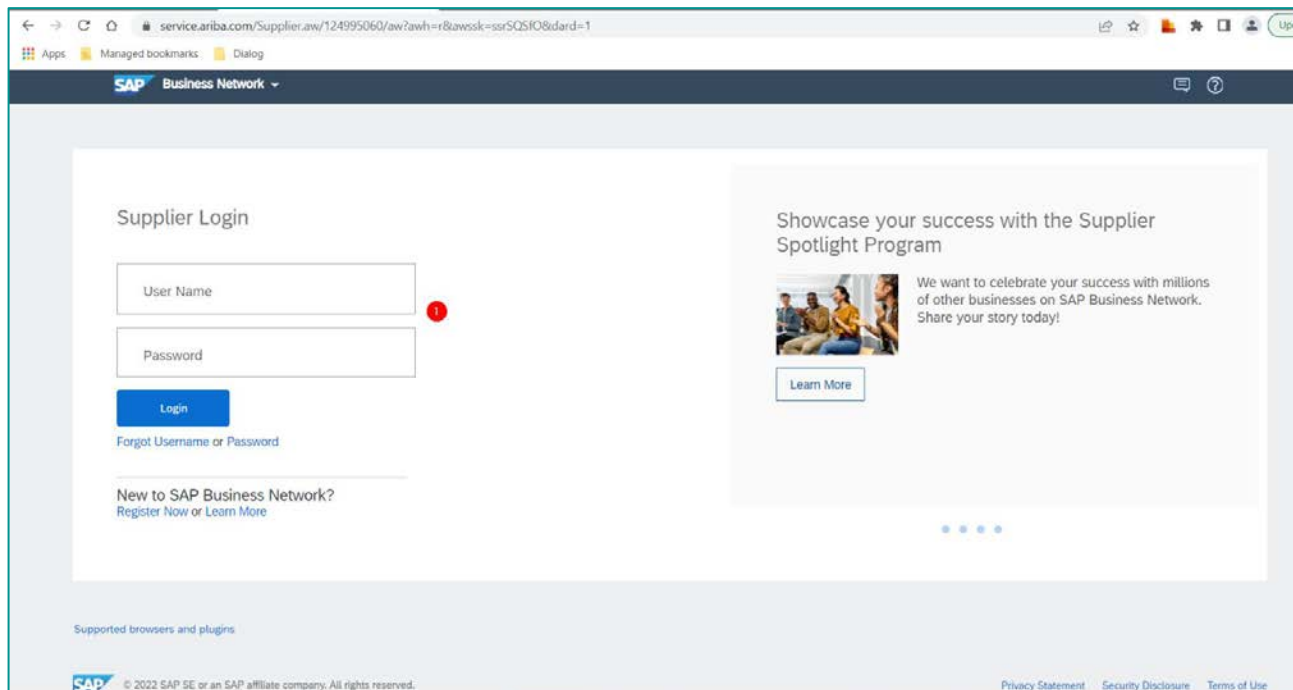 service.ariba.com/Supplier.aw/124995060/aw?awh=r&awssk=ssrSQSfO&dard=1
Apps Managed bookmarks Dialog
SAP Business Network
Supplier Login
User Name
1
Password
Login
Forgot Username or Password
New to SAP Business Network?
Register Now or Learn More
Showcase your success with the Supplier
Spotlight Program
We want to celebrate your success with millions
of other businesses on SAP Business Network.
Share your story today!
Learn More
Supported browsers and plugins
SAP © 2022 SAP SE or an SAP affiliate company. All rights reserved.
Privacy Statement Security Disclosure Terms of Use